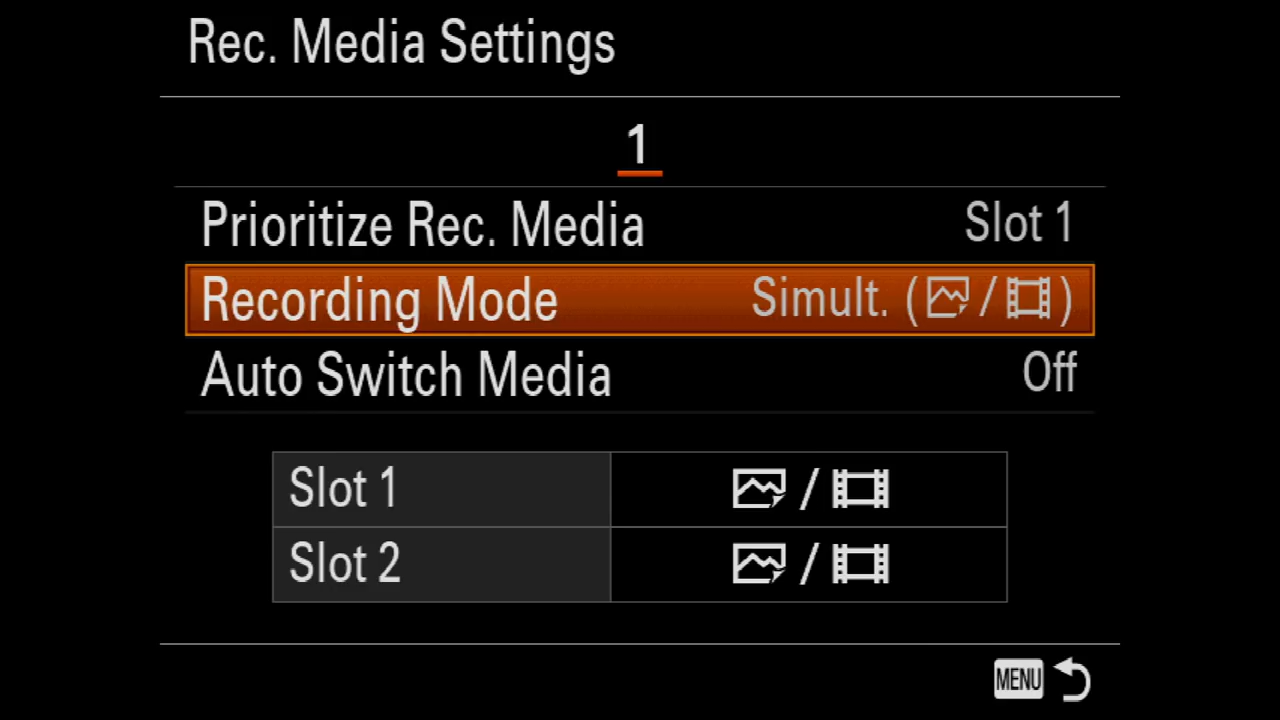 Rec. Media Settings
1
Prioritize Rec. Media Slot 1
Recording Mode Simult. ( / )
Auto Switch Media Off
Slot 1 /
Slot 2 /
MENU